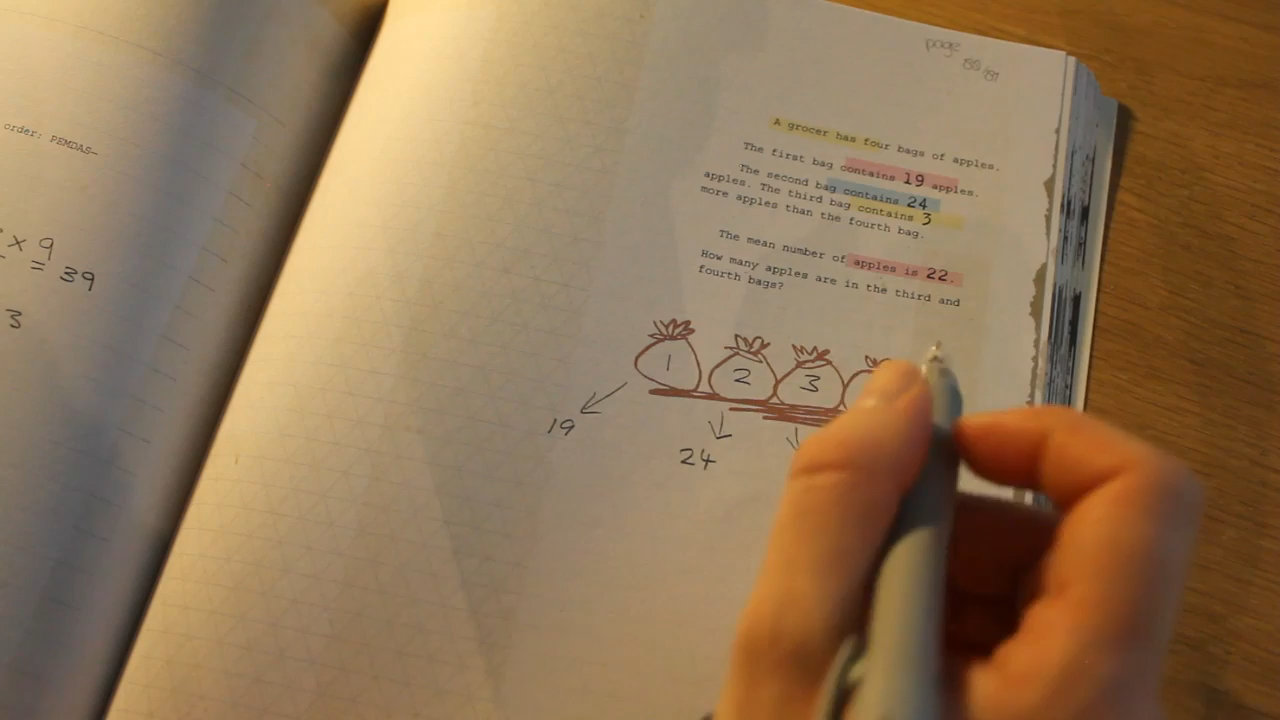 order: PEMDAS—
x 9
= 39
3
page
A grocer has four bags of apples.
The first bag contains 19 apples.
The second bag contains 24
apples. The third bag contains 3
more apples than the fourth bag.
The mean number of apples is 22.
How many apples are in the third and
fourth bags?
1 2 3
19
24